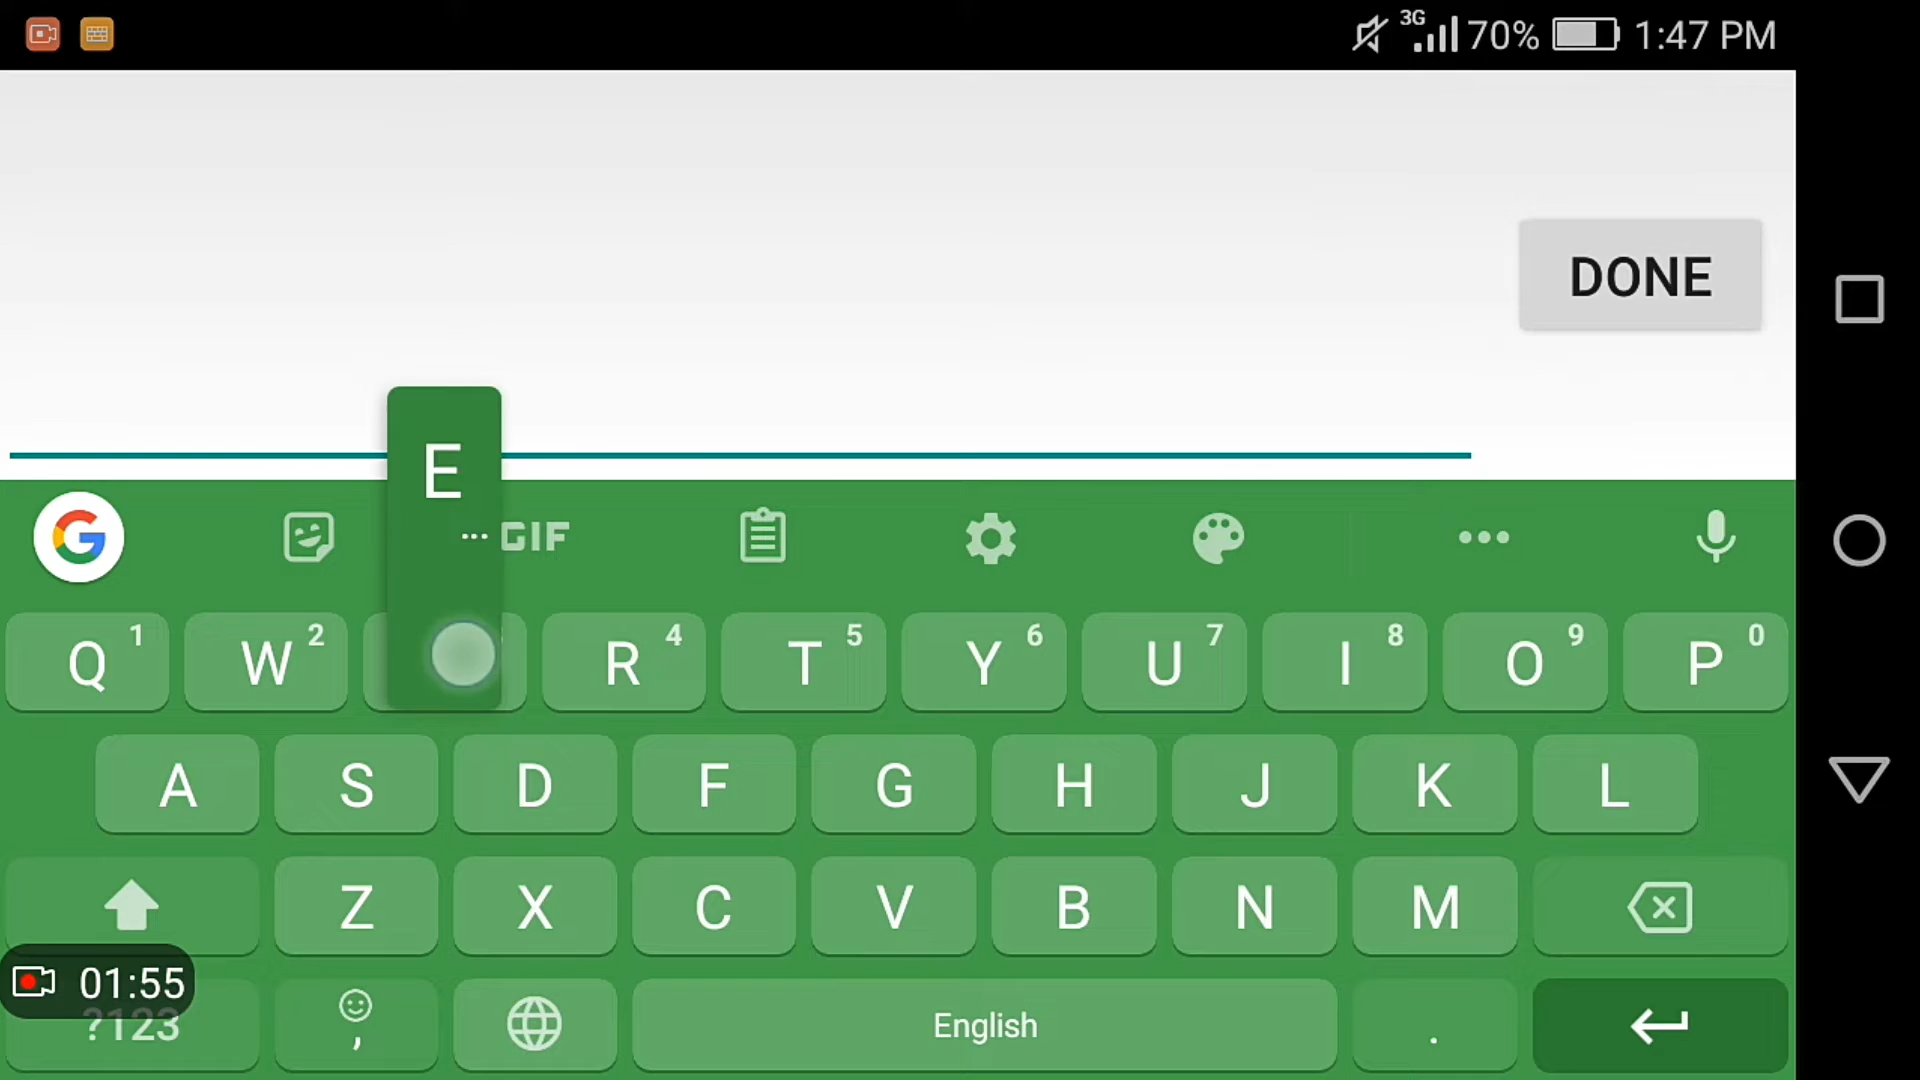 3G 70% 1:47 PM
DONE
E
... GIF
Q 1 W 2 R 4 T 5 Y 6 U 7 I 8 O 9 P 0
A S D F G H J K L
Z X C V B N M
01:55
?123 , English .